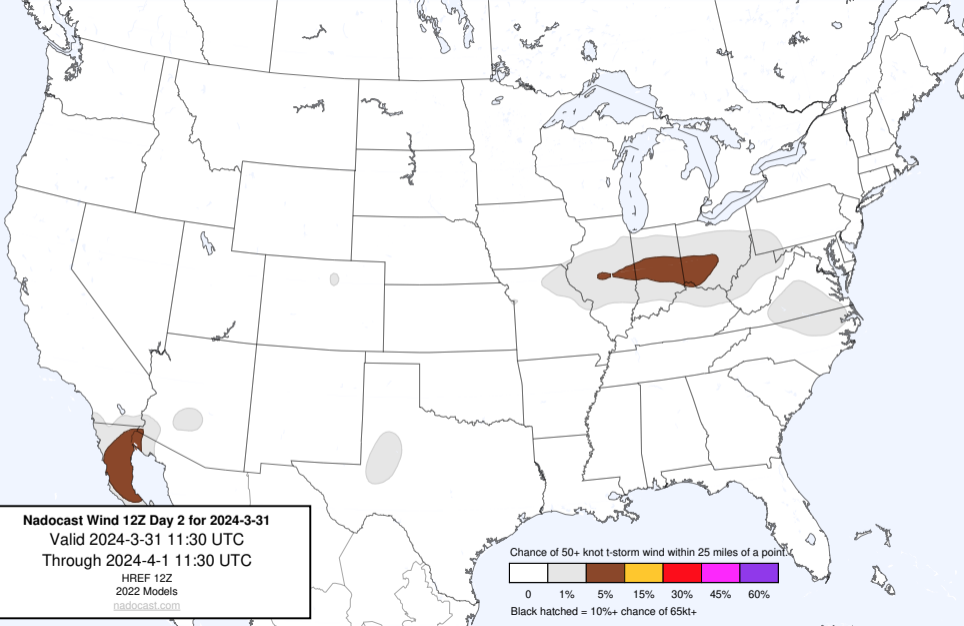 Nadocast Wind 12Z Day 2 for 2024-3-31
Valid 2024-3-31 11:30 UTC
Through 2024-4-1 11:30 UTC
HREF 12Z
2022 Models
nadocast.com
Chance of 50+ knot t-storm wind within 25 miles of a point.
0 1% 5% 15% 30% 45% 60%
Black hatched = 10%+ chance of 65kt+